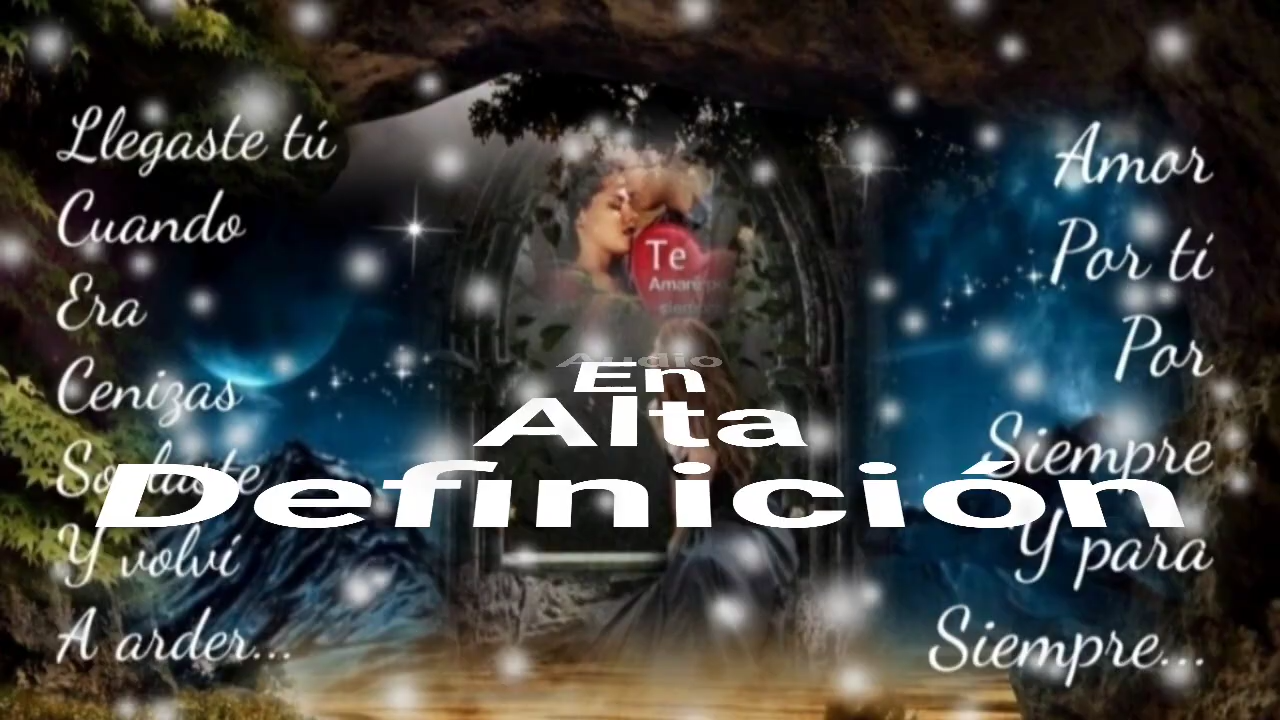 Llegaste tú
Cuando
Era
Cenizas
Y volví
A arder...
Amor
Por ti
Por
Siempre
Y para
Siempre...
Te
Audio
En
Alta
Definición